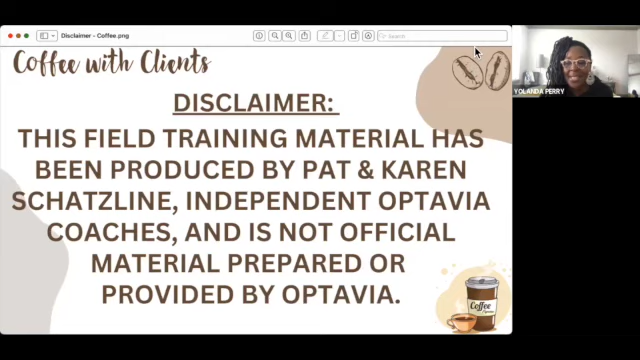 Disclaimer - Coffee.png
Search
YOLANDA PERRY
Coffee with Clients
DISCLAIMER:
THIS FIELD TRAINING MATERIAL HAS
BEEN PRODUCED BY PAT & KAREN
SCHATZLINE, INDEPENDENT OPTAVIA
COACHES, AND IS NOT OFFICIAL
MATERIAL PREPARED OR
PROVIDED BY OPTAVIA.
Coffee